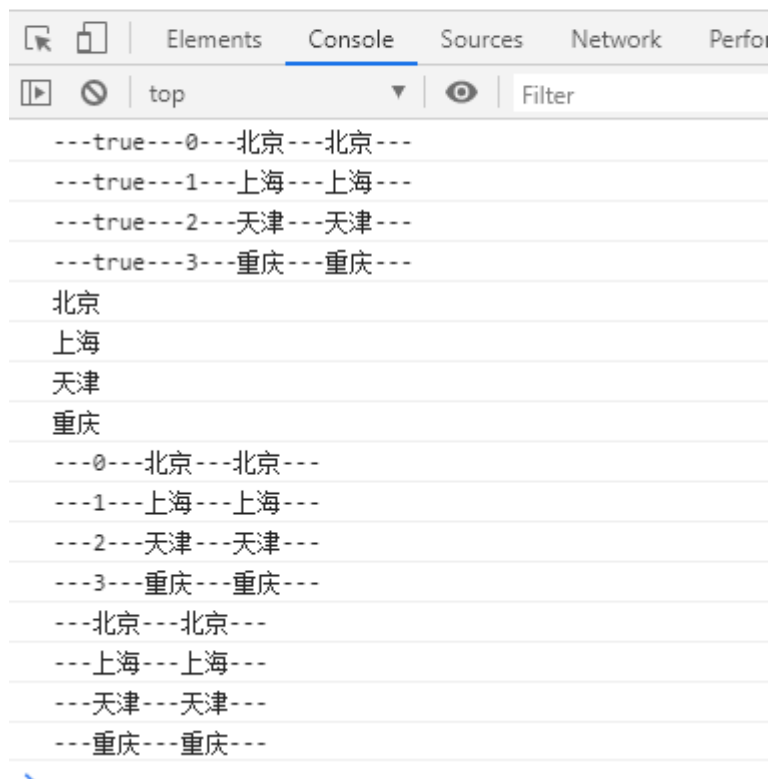 Elements Console Sources Network Perfor
top Filter
---true---0---北京---北京---
---true---1---上海---上海---
---true---2---天津---天津---
---true---3---重庆---重庆---
北京
上海
天津
重庆
---0---北京---北京---
---1---上海---上海---
---2---天津---天津---
---3---重庆---重庆---
---北京---北京---
---上海---上海---
---天津---天津---
---重庆---重庆---